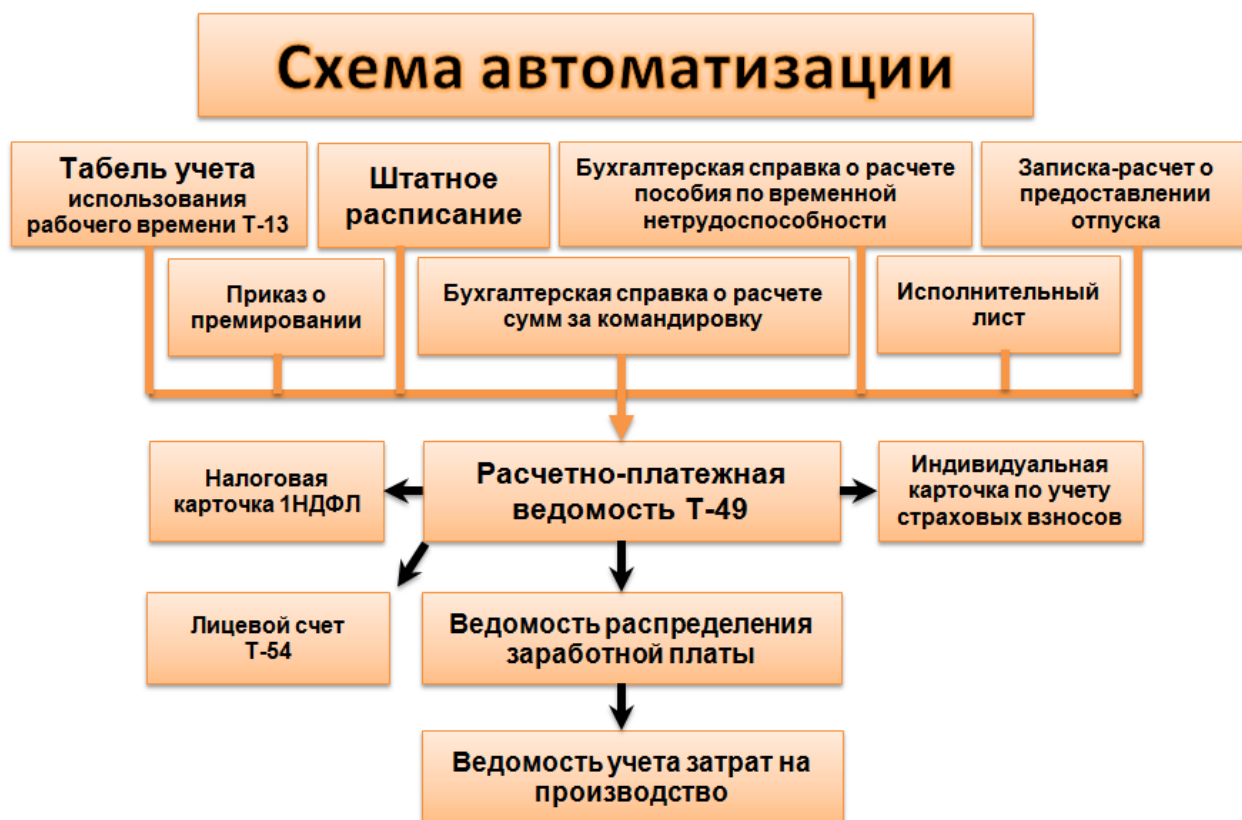 Схема автоматизации
Табель учета
использования
рабочего времени Т-13
Штатное
расписание
Бухгалтерская справка о расчете
пособия по временной
нетрудоспособности
Записка-расчет о
предоставлении
отпуска
Приказ о
премировании
Бухгалтерская справка о расчете
сумм за командировку
Исполнительный
лист
Налоговая
карточка 1НДФЛ
Расчетно-платежная
ведомость Т-49
Индивидуальная
карточка по учету
страховых взносов
Лицевой счет
Т-54
Ведомость распределения
заработной платы
Ведомость учета затрат на
производство